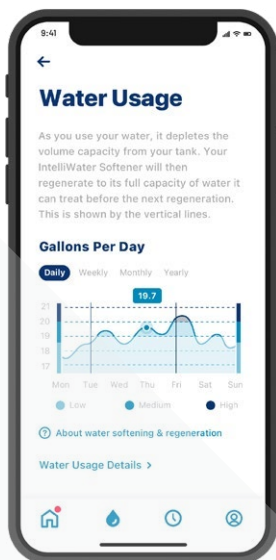 9:41
Water Usage
As you use your water, it depletes the
volume capacity from your tank. Your
IntelliWater Softener will then
regenerate to its full capacity of water it
can treat before the next regeneration.
This is shown by the vertical lines.
Gallons Per Day
Daily Weekly Monthly Yearly
19.7
21
20
19
18
17
Mon Tue Wed Thu Fri Sat Sun
Low Medium High
? About water softening & regeneration
Water Usage Details >